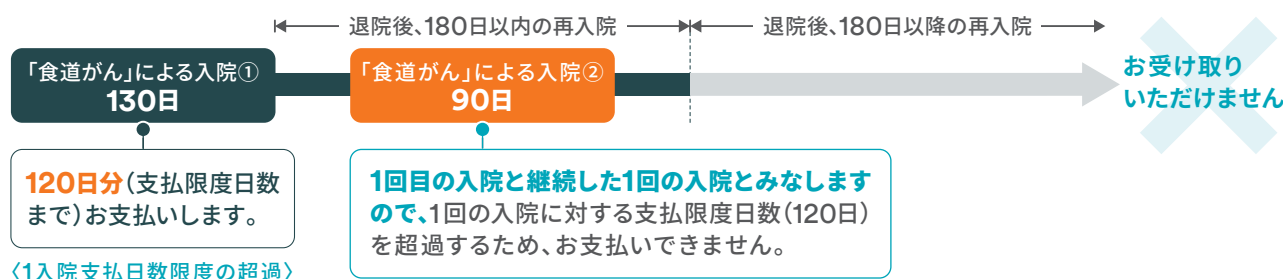 退院後、180日以内の再入院
退院後、180日以降の再入院
「食道がん」による入院①
130日
「食道がん」による入院②
90日
お受け取り
いただけません
120日分(支払限度日数
まで)お支払いします。
1回目の入院と継続した1回の入院とみなします
ので、1回の入院に対する支払限度日数(120日)
を超過するため、お支払いできません。
〈1入院支払日数限度の超過〉